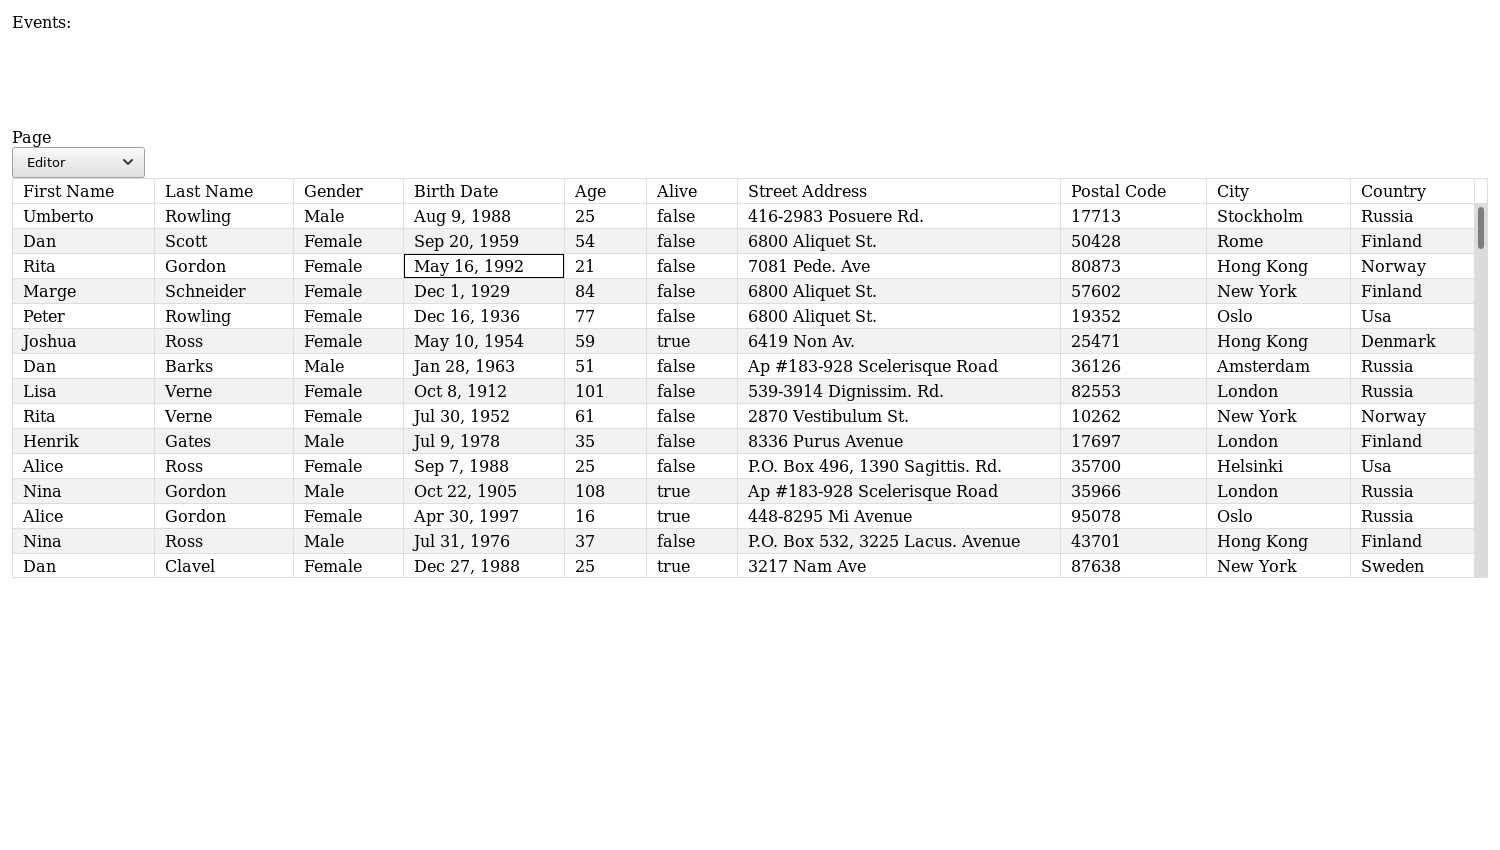 Events:
Page
Editor
First Name Last Name Gender Birth Date Age Alive Street Address Postal Code City Country
Umberto Rowling Male Aug 9, 1988 25 false 416-2983 Posuere Rd. 17713 Stockholm Russia
Dan Scott Female Sep 20, 1959 54 false 6800 Aliquet St. 50428 Rome Finland
Rita Gordon Female May 16, 1992 21 false 7081 Pede. Ave 80873 Hong Kong Norway
Marge Schneider Female Dec 1, 1929 84 false 6800 Aliquet St. 57602 New York Finland
Peter Rowling Female Dec 16, 1936 77 false 6800 Aliquet St. 19352 Oslo Usa
Joshua Ross Female May 10, 1954 59 true 6419 Non Av. 25471 Hong Kong Denmark
Dan Barks Male Jan 28, 1963 51 false Ap #183-928 Scelerisque Road 36126 Amsterdam Russia
Lisa Verne Female Oct 8, 1912 101 false 539-3914 Dignissim. Rd. 82553 London Russia
Rita Verne Female Jul 30, 1952 61 false 2870 Vestibulum St. 10262 New York Norway
Henrik Gates Male Jul 9, 1978 35 false 8336 Purus Avenue 17697 London Finland
Alice Ross Female Sep 7, 1988 25 false P.O. Box 496, 1390 Sagittis. Rd. 35700 Helsinki Usa
Nina Gordon Male Oct 22, 1905 108 true Ap #183-928 Scelerisque Road 35966 London Russia
Alice Gordon Female Apr 30, 1997 16 true 448-8295 Mi Avenue 95078 Oslo Russia
Nina Ross Male Jul 31, 1976 37 false P.O. Box 532, 3225 Lacus. Avenue 43701 Hong Kong Finland
Dan Clavel Female Dec 27, 1988 25 true 3217 Nam Ave 87638 New York Sweden